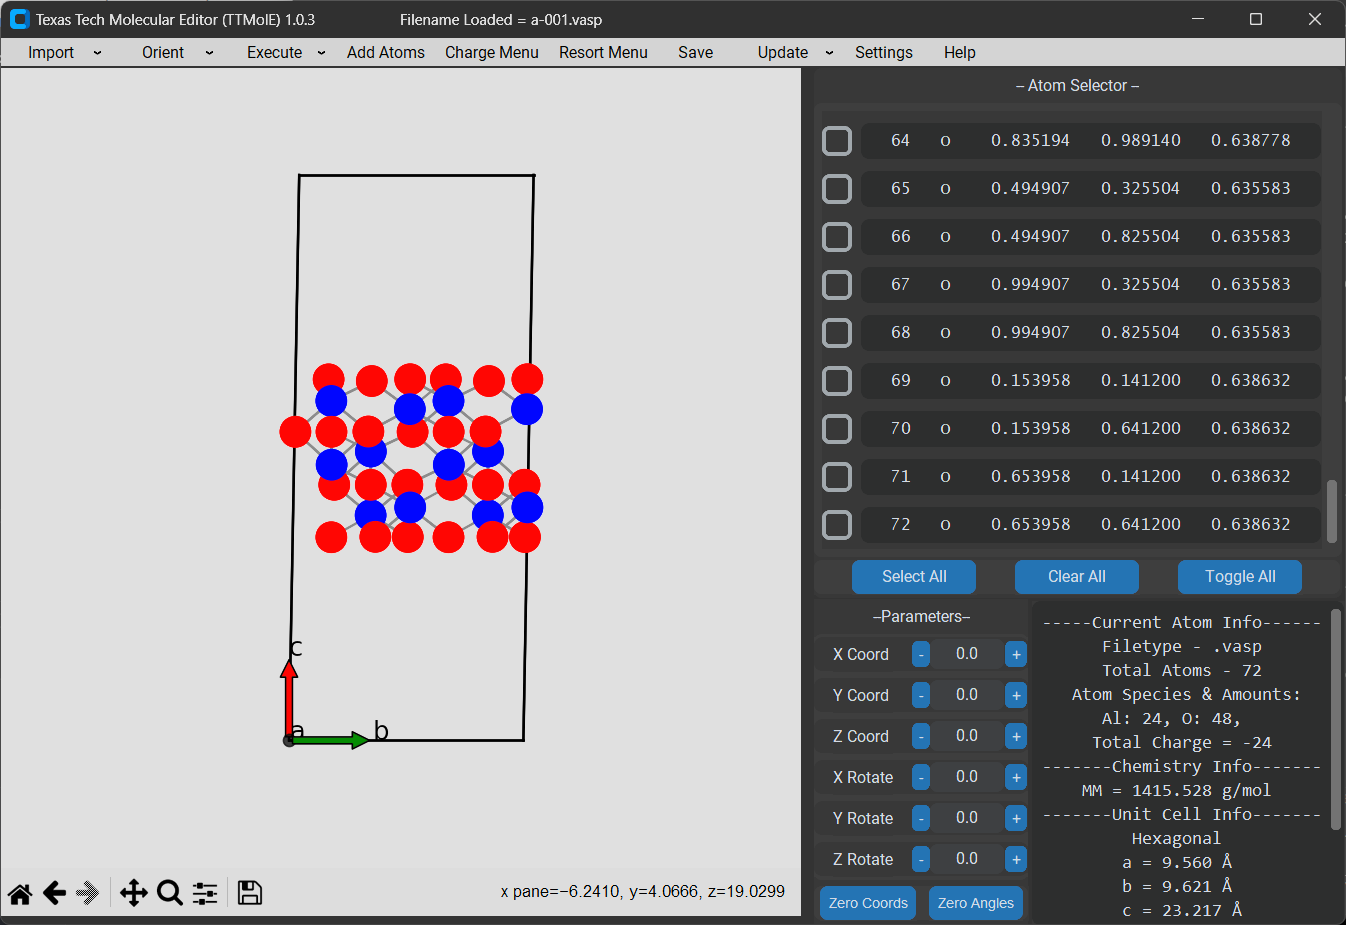 Texas Tech Molecular Editor (TTMolE) 1.0.3 Filename Loaded = a-001.vasp
Import Orient Execute Add Atoms Charge Menu Resort Menu Save Update Settings Help
-- Atom Selector --
64 O 0.835194 0.989140 0.638778
65 O 0.494907 0.325504 0.635583
66 O 0.494907 0.825504 0.635583
67 O 0.994907 0.325504 0.635583
68 O 0.994907 0.825504 0.635583
69 O 0.153958 0.141200 0.638632
70 O 0.153958 0.641200 0.638632
71 O 0.653958 0.141200 0.638632
72 O 0.653958 0.641200 0.638632
Select All Clear All Toggle All
c
a
b
x pane=−6.2410, y=4.0666, z=19.0299
--Parameters--
X Coord - 0.0 +
Y Coord - 0.0 +
Z Coord - 0.0 +
X Rotate - 0.0 +
Y Rotate - 0.0 +
Z Rotate - 0.0 +
Zero Coords Zero Angles
-----Current Atom Info------
Filetype - .vasp
Total Atoms - 72
Atom Species & Amounts:
Al: 24, O: 48,
Total Charge = -24
-------Chemistry Info-------
MM = 1415.528 g/mol
-------Unit Cell Info-------
Hexagonal
a = 9.560 Å
b = 9.621 Å
c = 23.217 Å